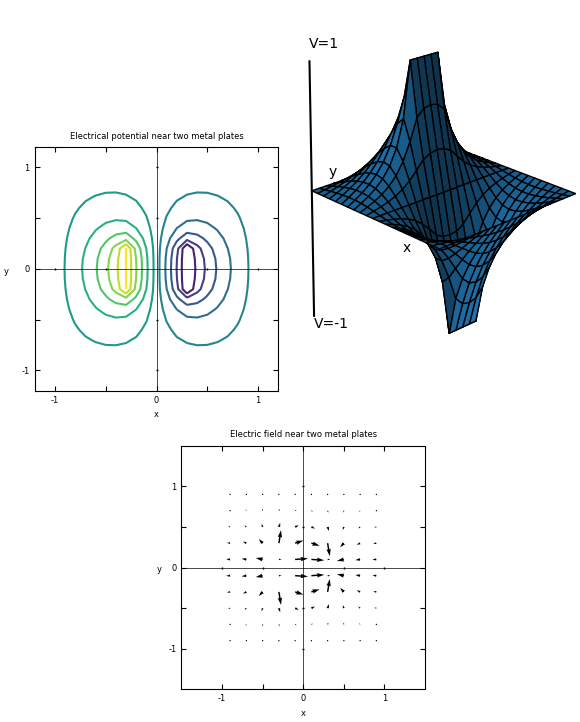 V=1
Electrical potential near two metal plates
1
y
0
-1
-1
0
1
x
y
x
V=-1
Electric field near two metal plates
1
y
0
-1
-1
0
1
x